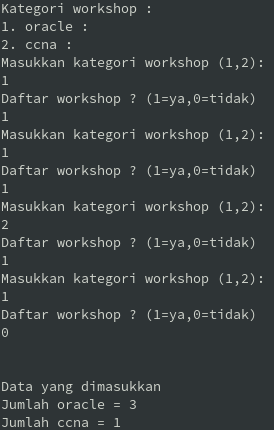 Kategori workshop :
1. oracle :
2. ccna :
Masukkan kategori workshop (1,2):
1
Daftar workshop ? (1=ya,0=tidak)
1
Masukkan kategori workshop (1,2):
1
Daftar workshop ? (1=ya,0=tidak)
1
Masukkan kategori workshop (1,2):
2
Daftar workshop ? (1=ya,0=tidak)
1
Masukkan kategori workshop (1,2):
1
Daftar workshop ? (1=ya,0=tidak)
0
Data yang dimasukkan
Jumlah oracle = 3
Jumlah ccna = 1